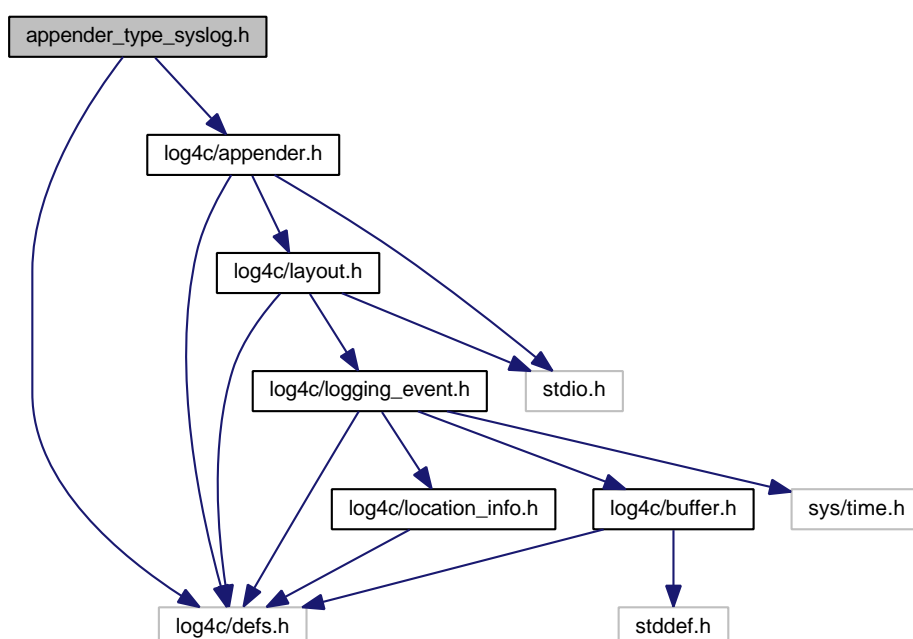 appender_type_syslog.h
log4c/appender.h
log4c/layout.h
log4c/logging_event.h
stdio.h
log4c/location_info.h
log4c/buffer.h
sys/time.h
log4c/defs.h
stddef.h